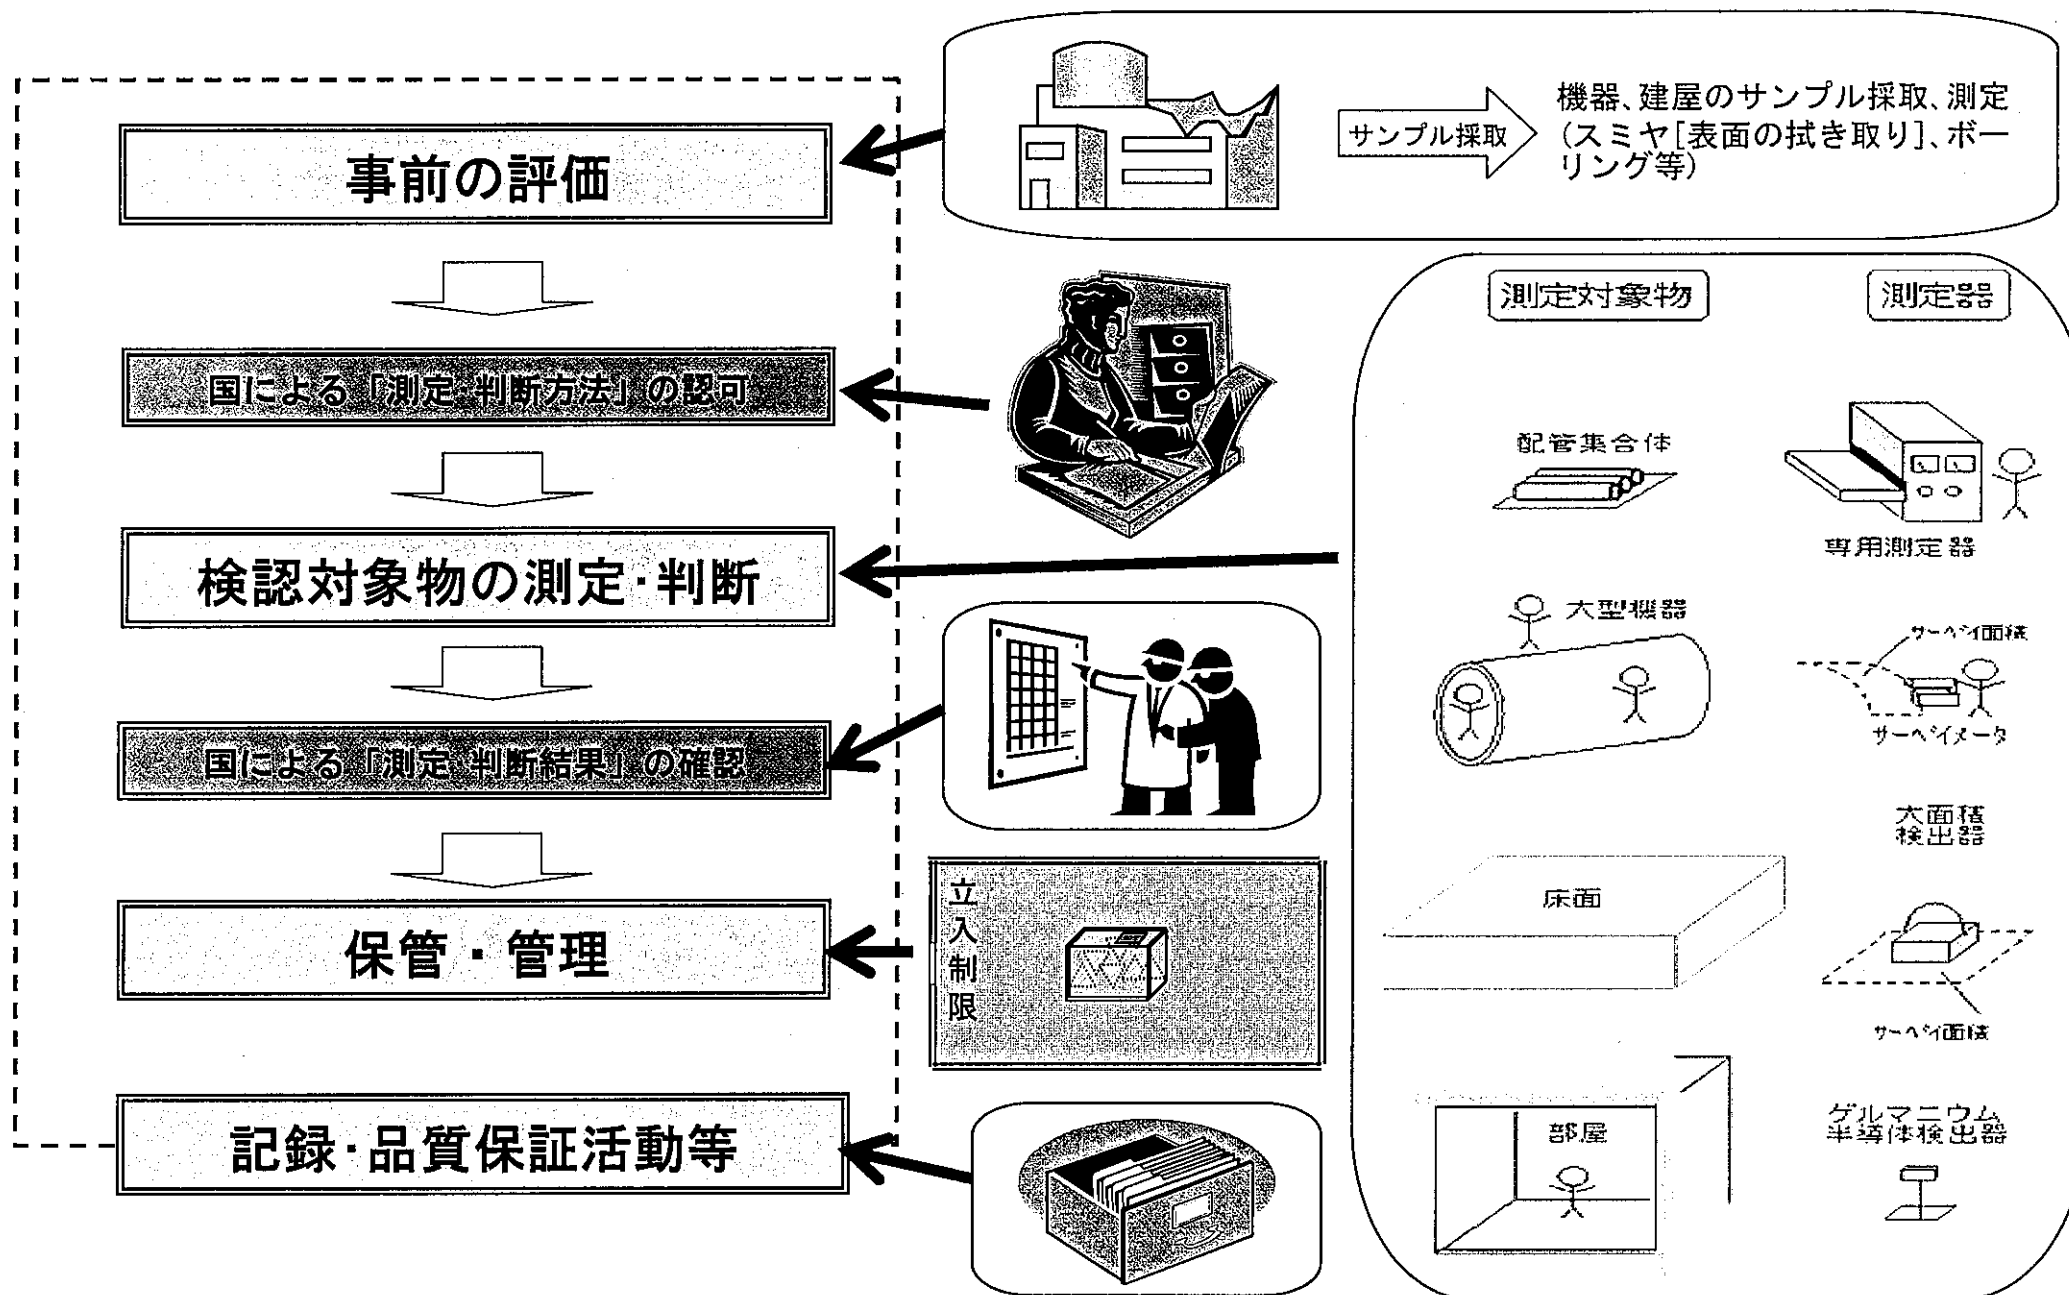 事前の評価
国による「測定・判断方法」の認可
検認対象物の測定・判断
国による「測定・判断結果」の確認
保管・管理
記録・品質保証活動等
サンプル採取
機器、建屋のサンプル採取、測定
(スミヤ[表面の拭き取り]、ボー
リング等)
立入制限
測定対象物
測定器
配管集合体
専用測定器
大型機器
サーベイ面積
サーベイメータ
大面積
検出器
床面
サーベイ面積
部屋
ゲルマニウム
半導体検出器